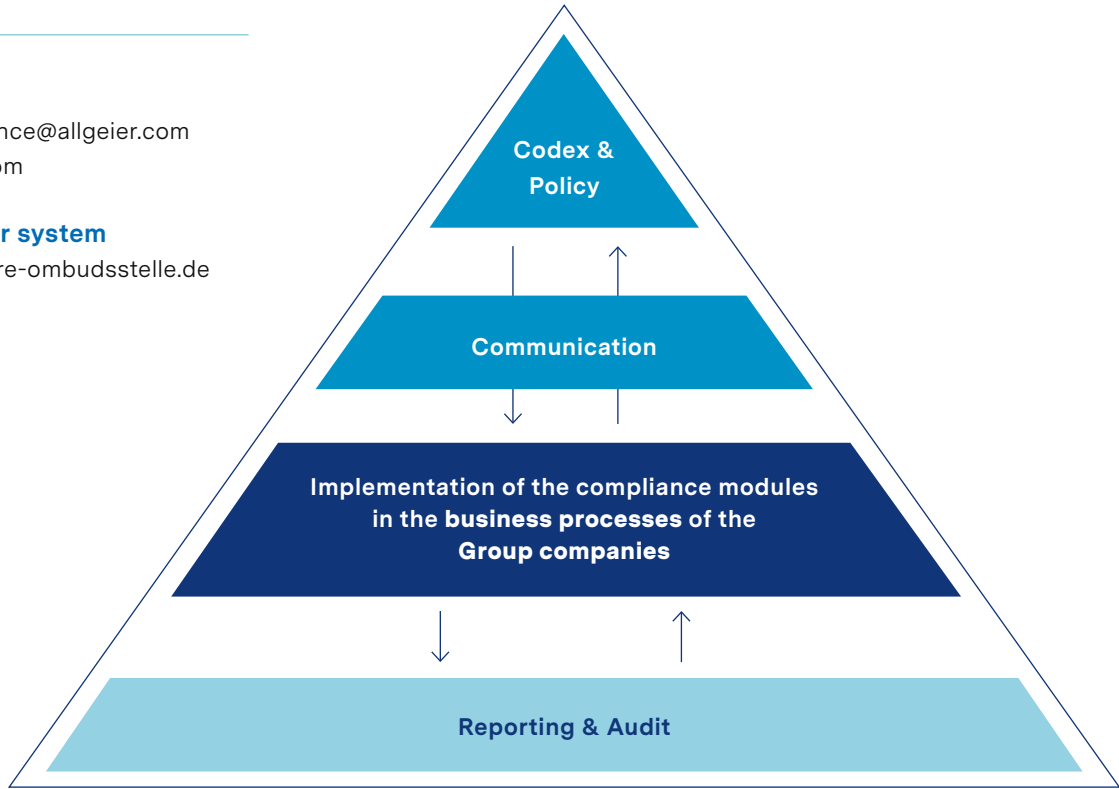 nce@allgeier.com
om
r system
re-ombudsstelle.de
Codex &
Policy
Communication
Implementation of the compliance modules
in the business processes of the
Group companies
Reporting & Audit